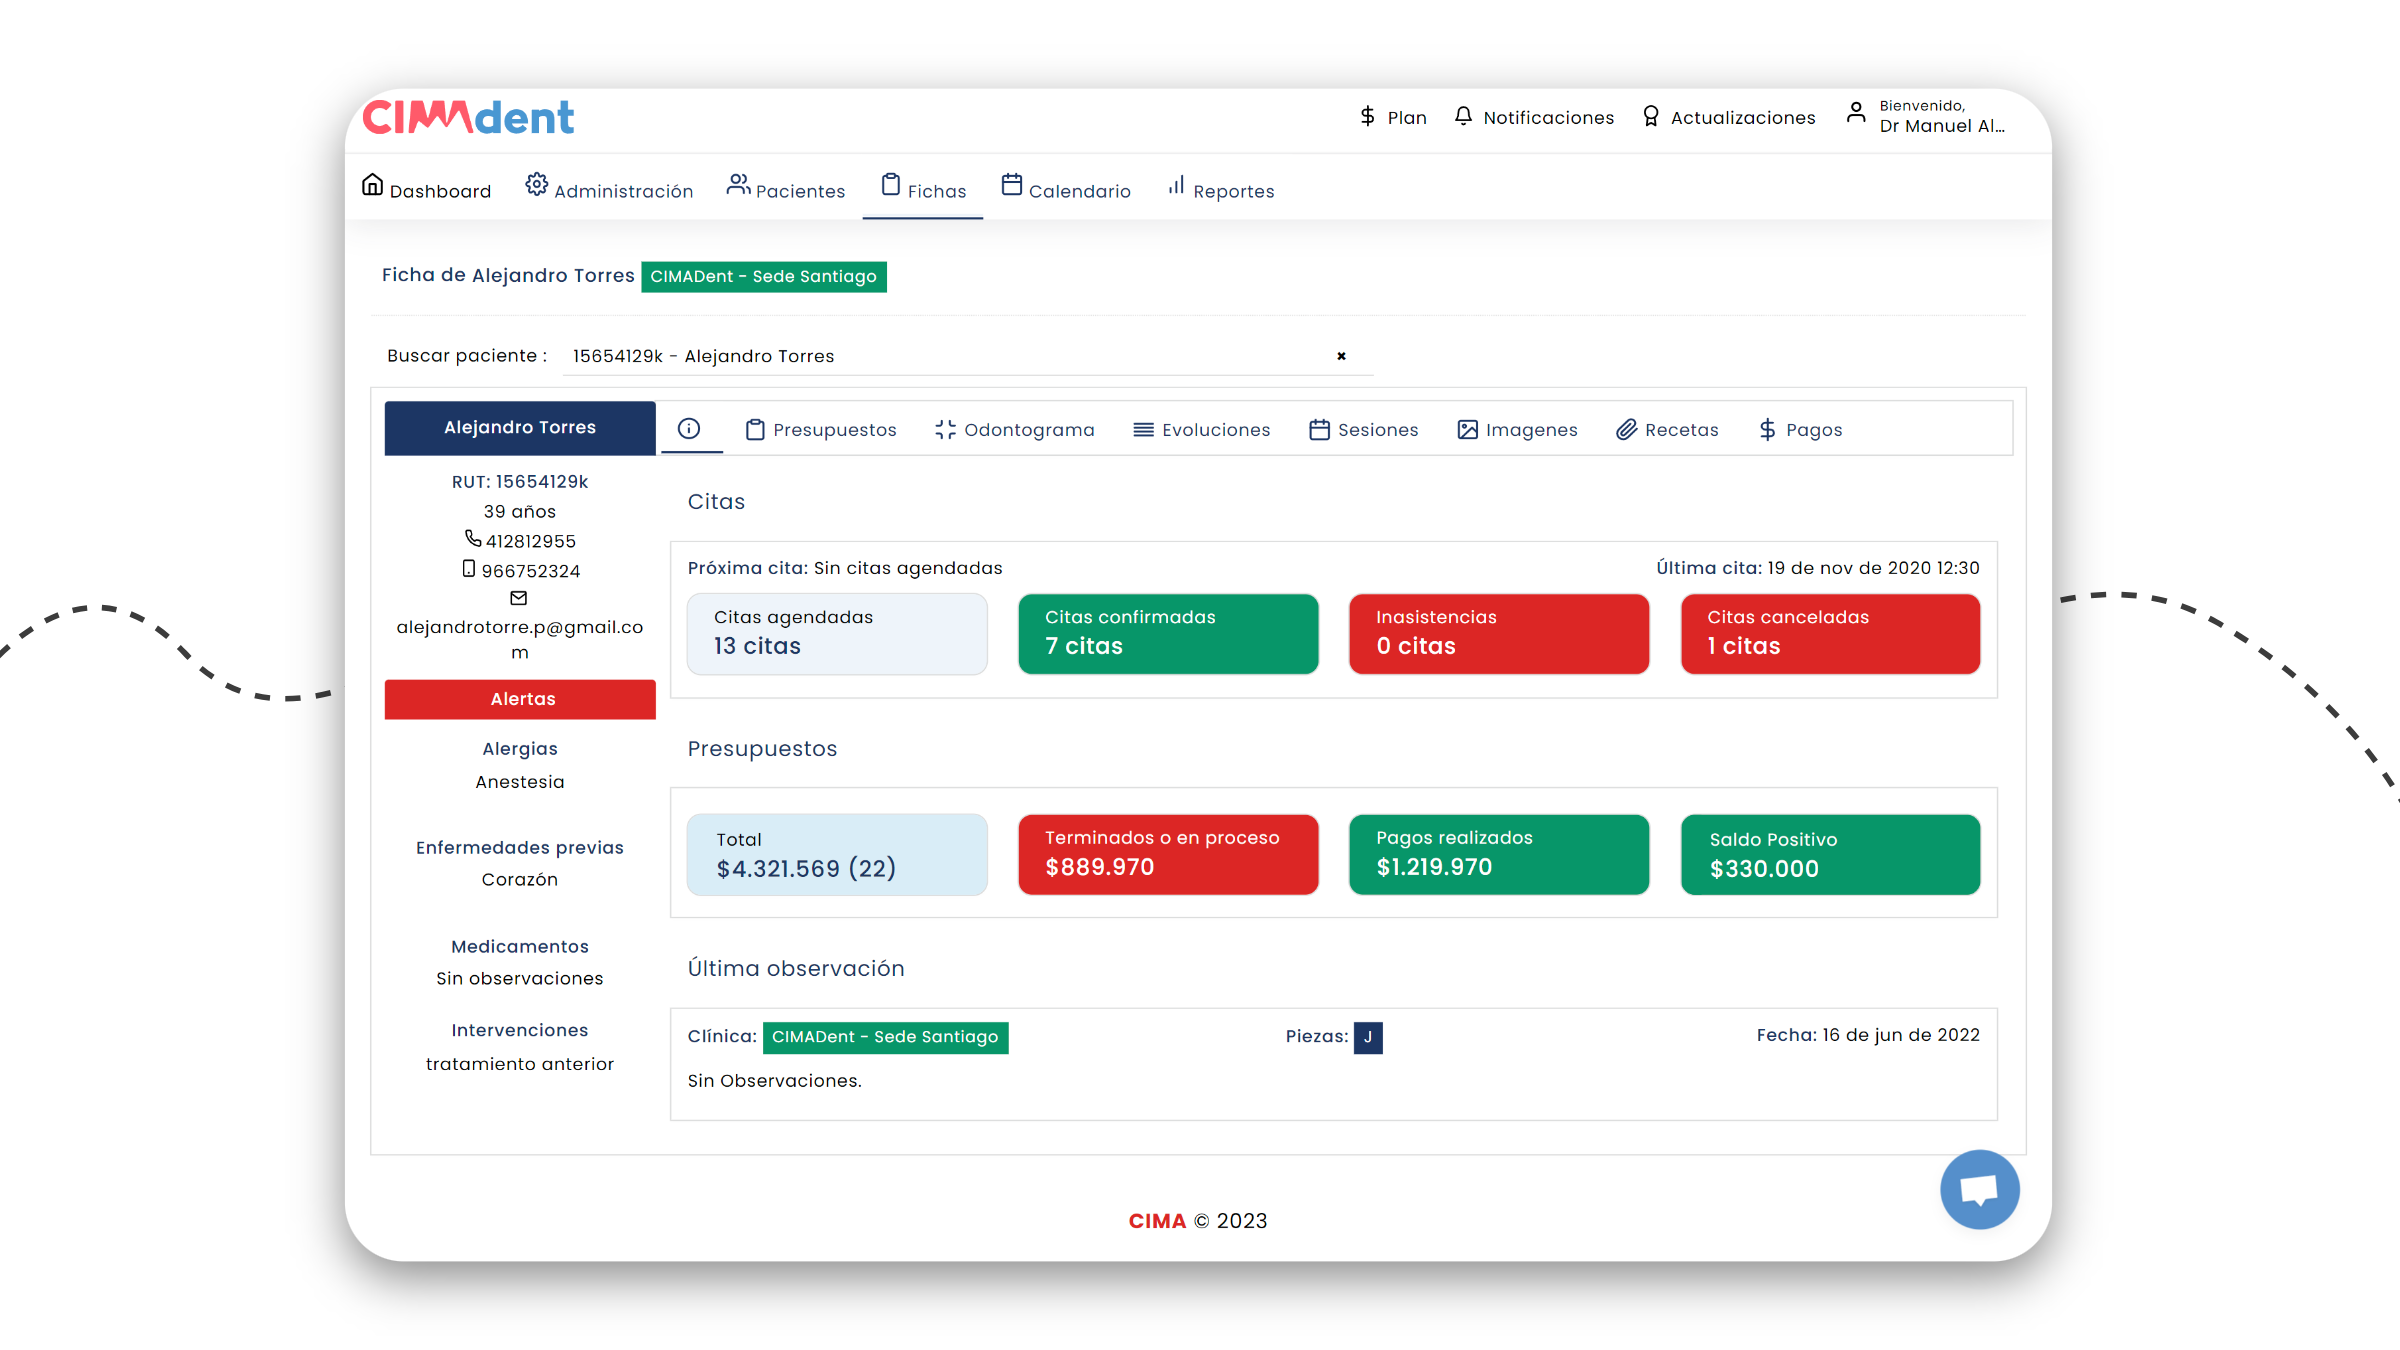 CIMAdent
Plan
Notificaciones
Actualizaciones
Bienvenido,
Dr Manuel Al...
Dashboard
Administración
Pacientes
Fichas
Calendario
Reportes
Ficha de Alejandro Torres CIMADent - Sede Santiago
Buscar paciente : 15654129k - Alejandro Torres
Alejandro Torres
Presupuestos
Odontograma
Evoluciones
Sesiones
Imagenes
Recetas
Pagos
RUT: 15654129k
39 años
412812955
966752324
alejandrotorre.p@gmail.co
m
Alertas
Alergias
Anestesia
Enfermedades previas
Corazón
Medicamentos
Sin observaciones
Intervenciones
tratamiento anterior
Citas
Próxima cita: Sin citas agendadas
Última cita: 19 de nov de 2020 12:30
Citas agendadas
13 citas
Citas confirmadas
7 citas
Inasistencias
0 citas
Citas canceladas
1 citas
Presupuestos
Total
$4.321.569 (22)
Terminados o en proceso
$889.970
Pagos realizados
$1.219.970
Saldo Positivo
$330.000
Última observación
Clínica: CIMADent - Sede Santiago
Piezas: J
Fecha: 16 de jun de 2022
Sin Observaciones.
CIMA © 2023